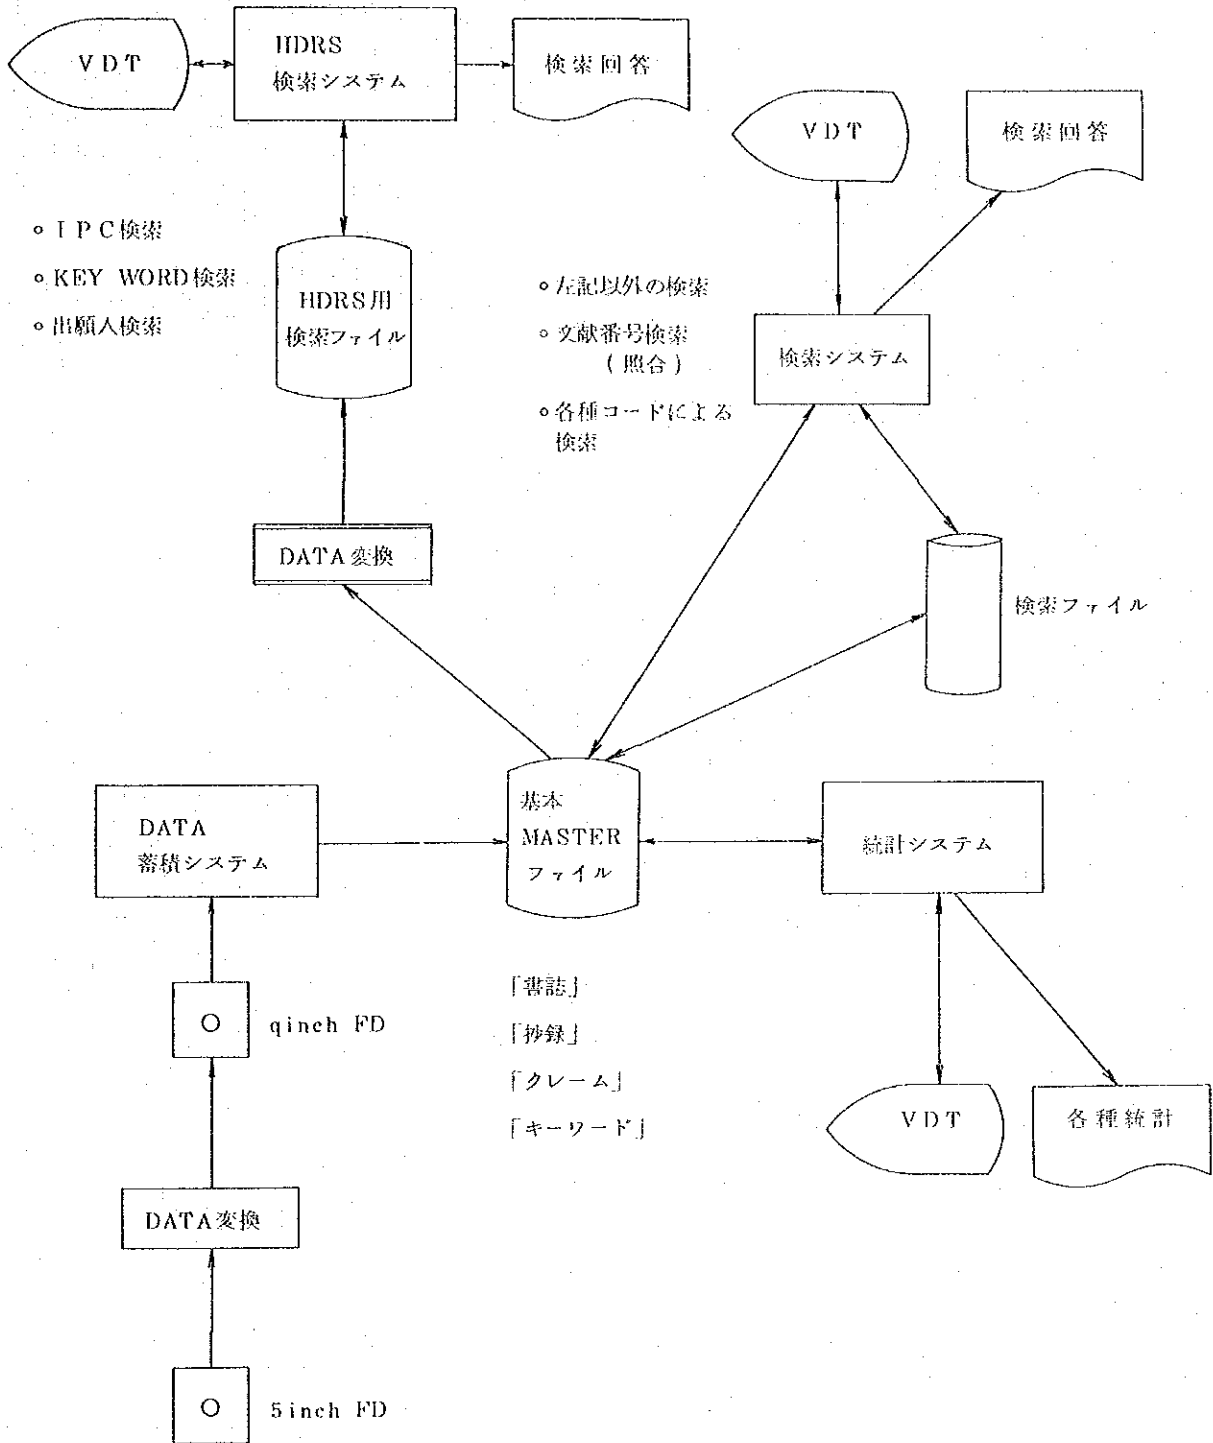 VDT
HDRS
検索システム
検索回答
VDT
検索回答
∘ IPC検索
∘ KEY WORD検索
∘ 出願人検索
HDRS用
検索ファイル
∘ 左記以外の検索
∘ 文献番号検索
(照合)
∘ 各種コードによる
検索
検索システム
DATA変換
検索ファイル
DATA
蓄積システム
基本
MASTER
ファイル
統計システム
qinch FD
「書誌」
「抄録」
「クレーム」
「キーワード」
VDT
各種統計
DATA変換
5inch FD